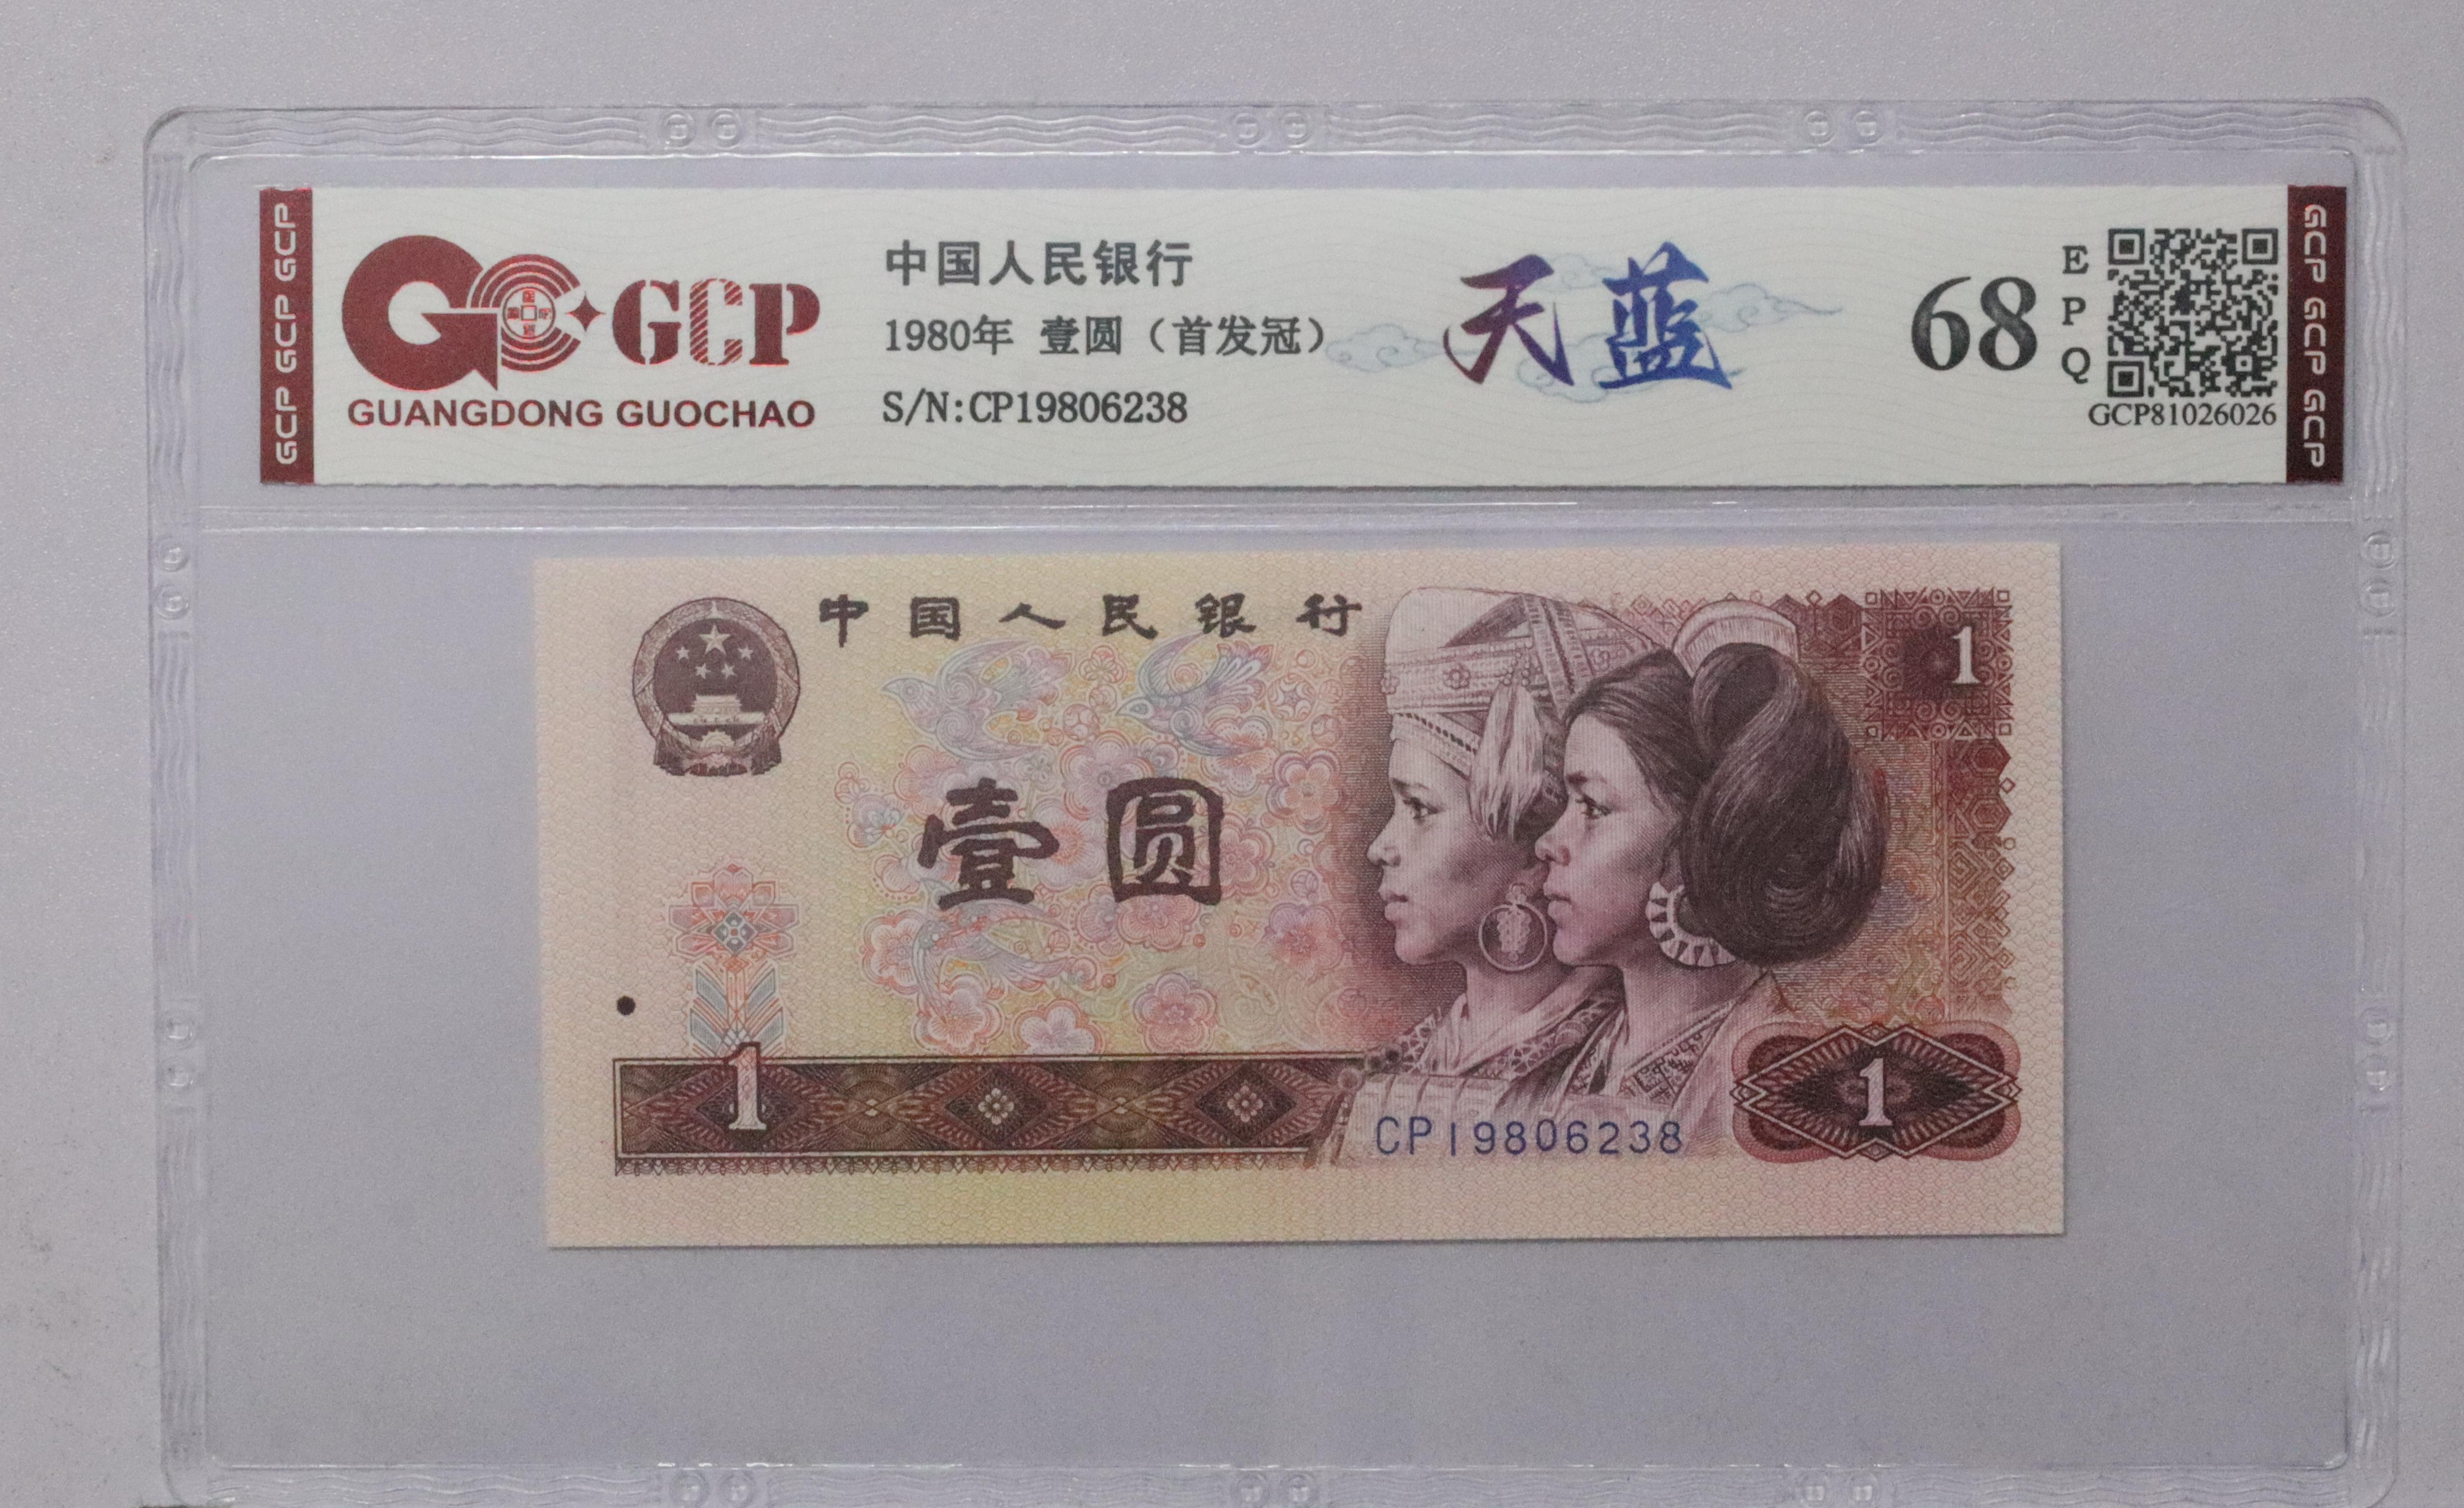 GCP GCP GCP
GCP
GUANGDONG GUOCHAO
中国人民银行
1980年 壹圆（首发冠）
S/N:CP19806238
天蓝
68
E
P
Q
GCP81026026
GCP GCP GCP
中国人民银行
1
壹圆
1
1
CP19806238